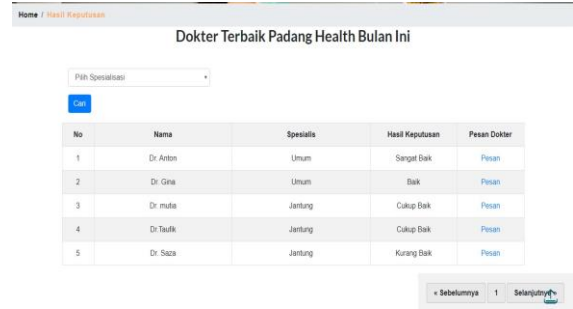 Home / Hasil Keputusan
Dokter Terbaik Padang Health Bulan Ini
Pilih Spesialisasi
Cari
No Nama Spesialis Hasil Keputusan Pesan Dokter
1 Dr. Anton Umum Sangat Baik Pesan
2 Dr. Gina Umum Baik Pesan
3 Dr. mutia Jantung Cukup Baik Pesan
4 Dr.Taufik Jantung Cukup Baik Pesan
5 Dr. Saza Jantung Kurang Baik Pesan
« Sebelumnya 1 Selanjutnya »